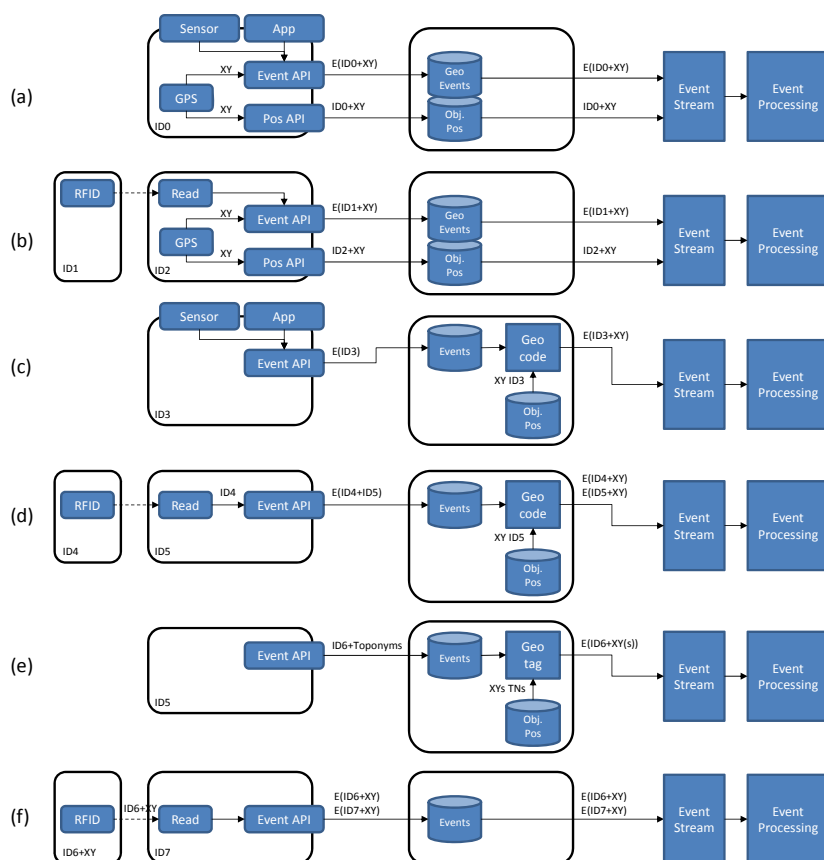 (a)
Sensor
App
XY
Event API
E(ID0+XY)
GPS
XY
Pos API
ID0+XY
ID0
Geo
Events
Obj.
Pos
E(ID0+XY)
ID0+XY
Event
Stream
Event
Processing
(b)
RFID
ID1
Read
XY
Event API
E(ID1+XY)
GPS
XY
Pos API
ID2+XY
ID2
Geo
Events
Obj.
Pos
E(ID1+XY)
ID2+XY
Event
Stream
Event
Processing
(c)
Sensor
App
Event API
E(ID3)
ID3
Events
Geo
code
XY ID3
Obj.
Pos
E(ID3+XY)
Event
Stream
Event
Processing
(d)
RFID
ID4
Read
ID4
Event API
E(ID4+ID5)
ID5
Events
Geo
code
XY ID5
Obj.
Pos
E(ID4+XY)
E(ID5+XY)
Event
Stream
Event
Processing
(e)
Event API
ID6+Toponyms
ID5
Events
Geo
tag
XYs TNs
Obj.
Pos
E(ID6+XY(s))
Event
Stream
Event
Processing
(f)
RFID
ID6+XY
ID6+XY
Read
Event API
E(ID6+XY)
E(ID7+XY)
ID7
Events
E(ID6+XY)
E(ID7+XY)
Event
Stream
Event
Processing